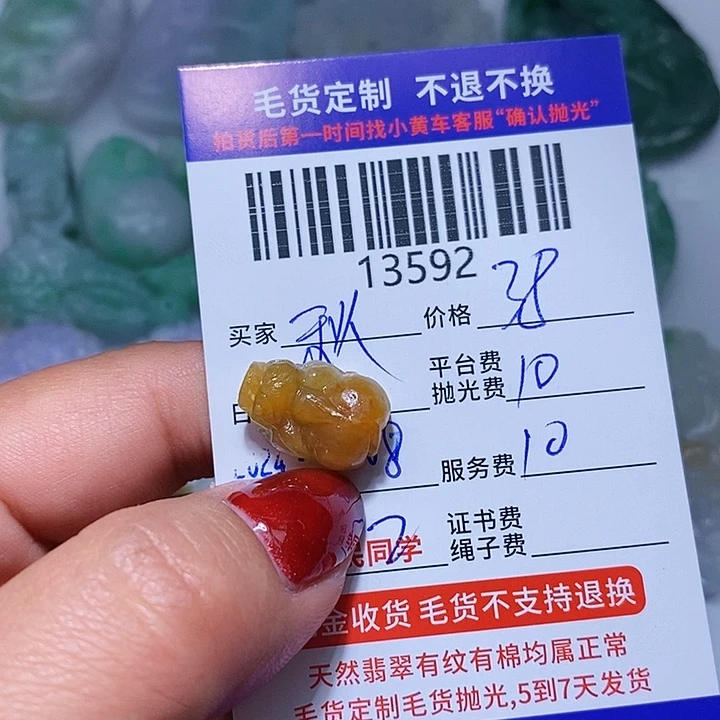 毛货定制 不退不换
拍货后第一时间找小黄车客服“确认抛光”
13592
买家 秋 价格 38
平台费
抛光费 10
2024 08 服务费 10
证书费
同学 绳子费
金收货 毛货不支持退换
天然翡翠有纹有棉均属正常
毛货定制毛货抛光,5到7天发货